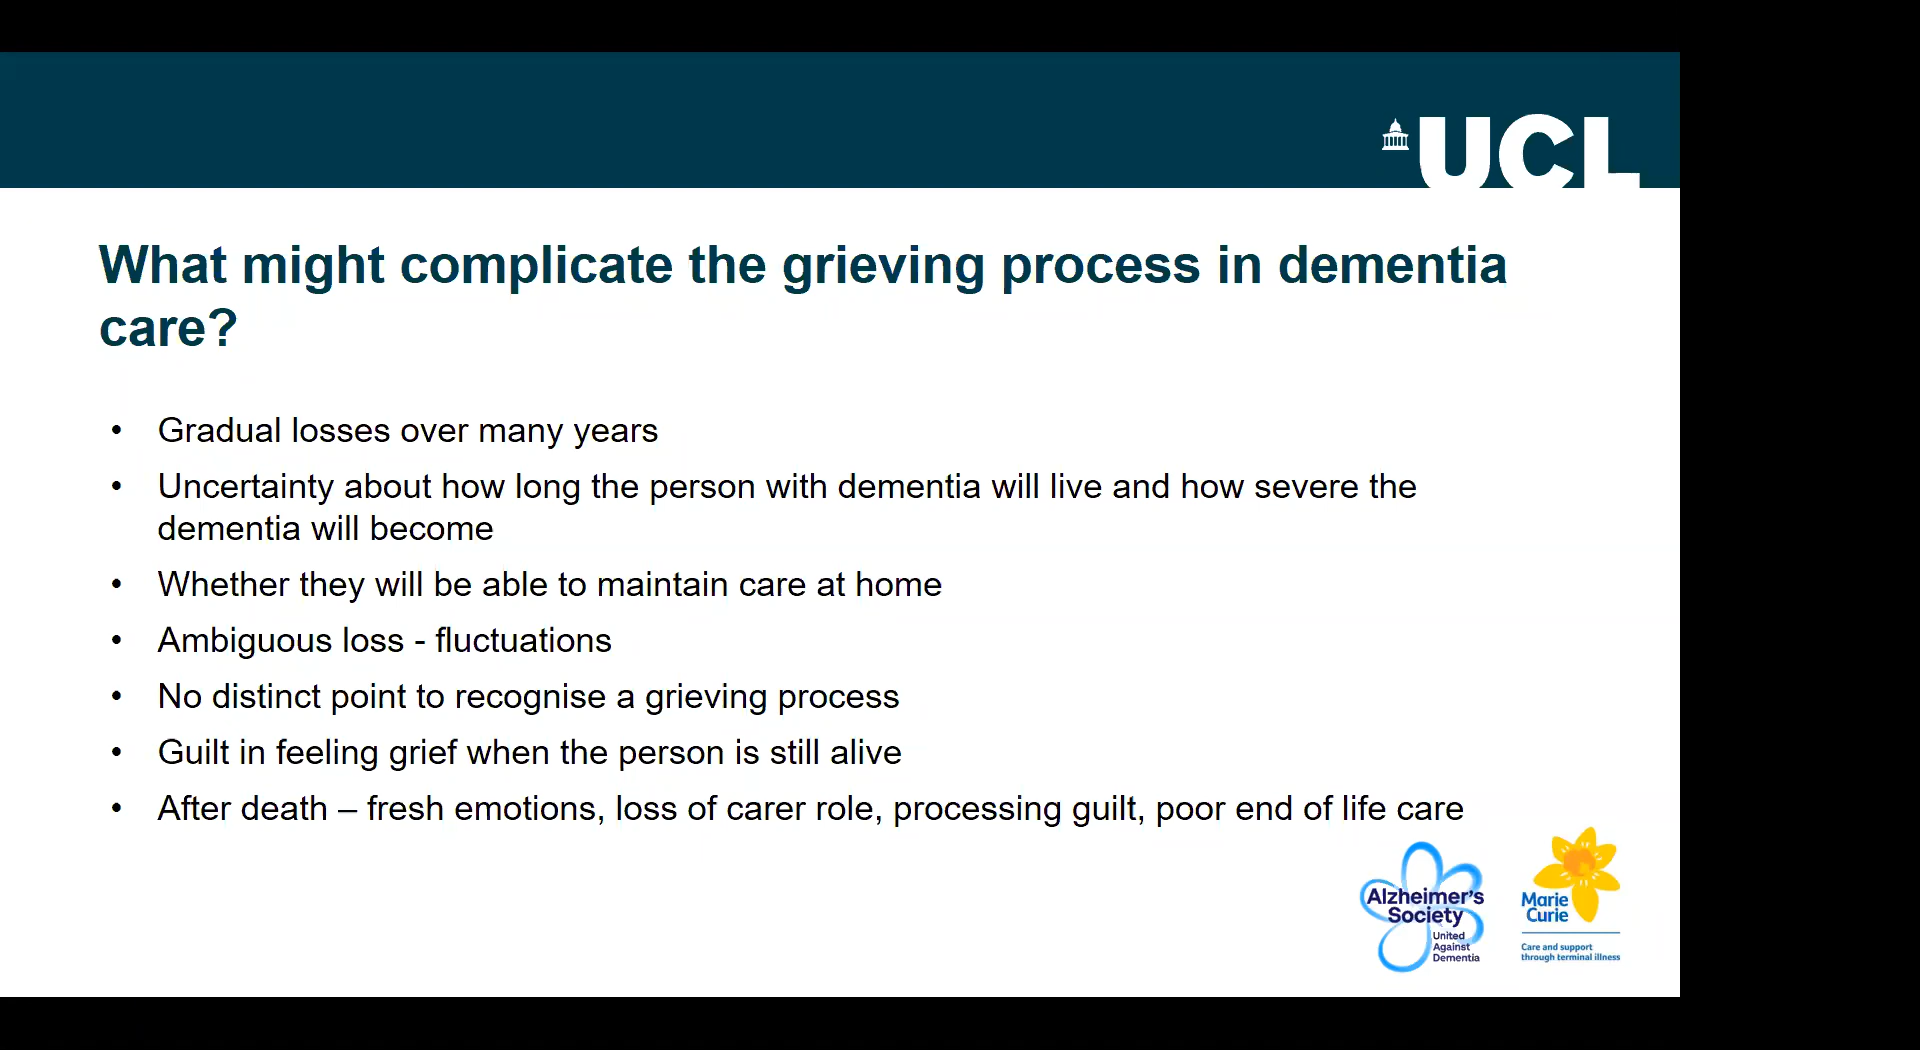 UCL
What might complicate the grieving process in dementia
care?
• Gradual losses over many years
• Uncertainty about how long the person with dementia will live and how severe the
dementia will become
• Whether they will be able to maintain care at home
• Ambiguous loss - fluctuations
• No distinct point to recognise a grieving process
• Guilt in feeling grief when the person is still alive
• After death – fresh emotions, loss of carer role, processing guilt, poor end of life care
Alzheimer's
Society
United
Against
Dementia
Marie
Curie
Care and support
through terminal illness